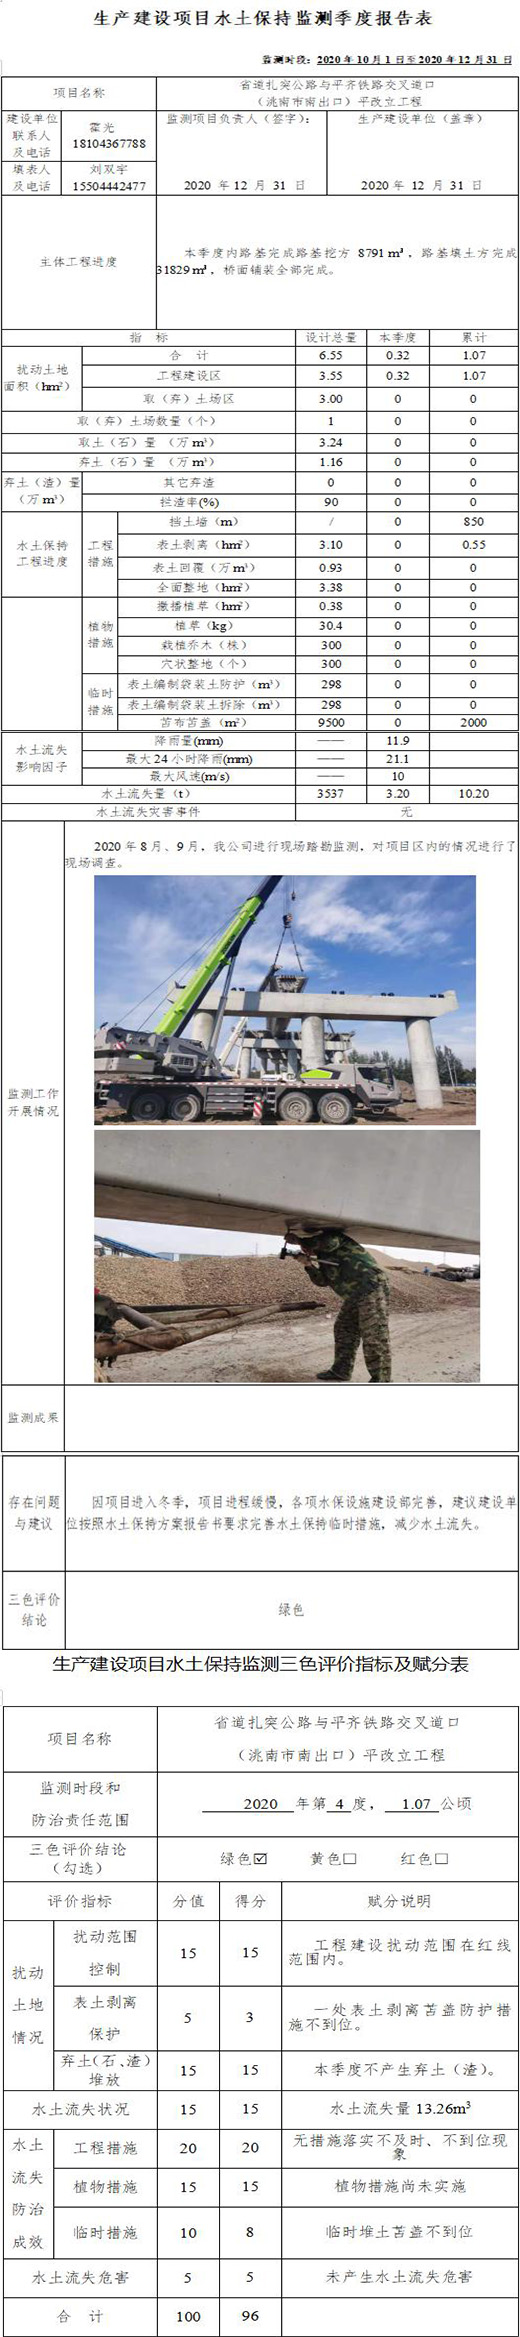 生产建设项目水土保持监测季度报告表
监测时段：2020年10月1日至2020年12月31日
项目名称
省道扎突公路与平齐铁路交叉道口
（洮南市南出口）平改立工程
建设单位
联系人
及电话
霍光
18104367788
监测项目负责人（签字）：
2020 年 12 月 31 日
生产建设单位（盖章）
2020 年 12 月 31 日
填表人
及电话
刘双宇
15504442477
主体工程进度
本季度内路基完成路基挖方 8791m³，路基填土方完成
31829m³，桥面铺装全部完成。
指 标 设计总量 本季度 累计
扰动土地
面积（hm²）
合 计 6.55 0.32 1.07
工程建设区 3.55 0.32 1.07
取（弃）土场区 3.00 0 0
取（弃）土场数量（个） 1 0 0
取土（石）量（万m³） 3.24 0 0
弃土（石）量（万m³） 1.16 0 0
弃土（渣）量
（万m³）
其它弃渣 0 0 0
拦渣率(%) 90 0 0
水土保持
工程进度
工程
措施
挡土墙（m） / 0 850
表土剥离（hm²） 3.10 0 0.55
表土回覆（万m³） 0.93 0 0
全面整地（hm²） 3.38 0 0
植物
措施
撒播植草（hm²） 0.38 0 0
植草（kg） 30.4 0 0
栽植乔木（株） 300 0 0
穴状整地（个） 300 0 0
临时
措施
表土编制袋装土防护（m³） 298 0 0
表土编制袋装土拆除（m³） 298 0 0
苫布苫盖（m²） 9500 0 2000
水土流失
影响因子
降雨量(mm) —— 11.9
最大24小时降雨(mm) —— 21.1
最大风速(m/s) —— 10
水土流失量（t） 3537 3.20 10.20
水土流失灾害事件 无
监测工作
开展情况
2020年8月、9月，我公司进行现场踏勘监测，对项目区内的情况进行了
现场调查。
监测成果
存在问题
与建议
因项目进入冬季，项目进程缓慢，各项水保设施建设部完善，建议建设单
位按照水土保持方案报告书要求完善水土保持临时措施，减少水土流失。
三色评价
结论
绿色
生产建设项目水土保持监测三色评价指标及赋分表
项目名称
省道扎突公路与平齐铁路交叉道口
（洮南市南出口）平改立工程
监测时段和
防治责任范围
2020 年第 4 度， 1.07 公顷
三色评价结论
（勾选）
绿色☑ 黄色□ 红色□
评价指标 分值 得分 赋分说明
扰动
土地
情况
扰动范围
控制
15 15
工程建设扰动范围在红线
范围内。
表土剥离
保护
5 3
一处表土剥离苫盖防护措
施不到位。
弃土（石、渣）
堆放
15 15 本季度不产生弃土（渣）。
水土流失状况 15 15 水土流失量13.26m³
水土
流失
防治
成效
工程措施 20 20
无措施落实不及时、不到位现
象
植物措施 15 15 植物措施尚未实施
临时措施 10 8 临时堆土苫盖不到位
水土流失危害 5 5 未产生水土流失危害
合 计 100 96